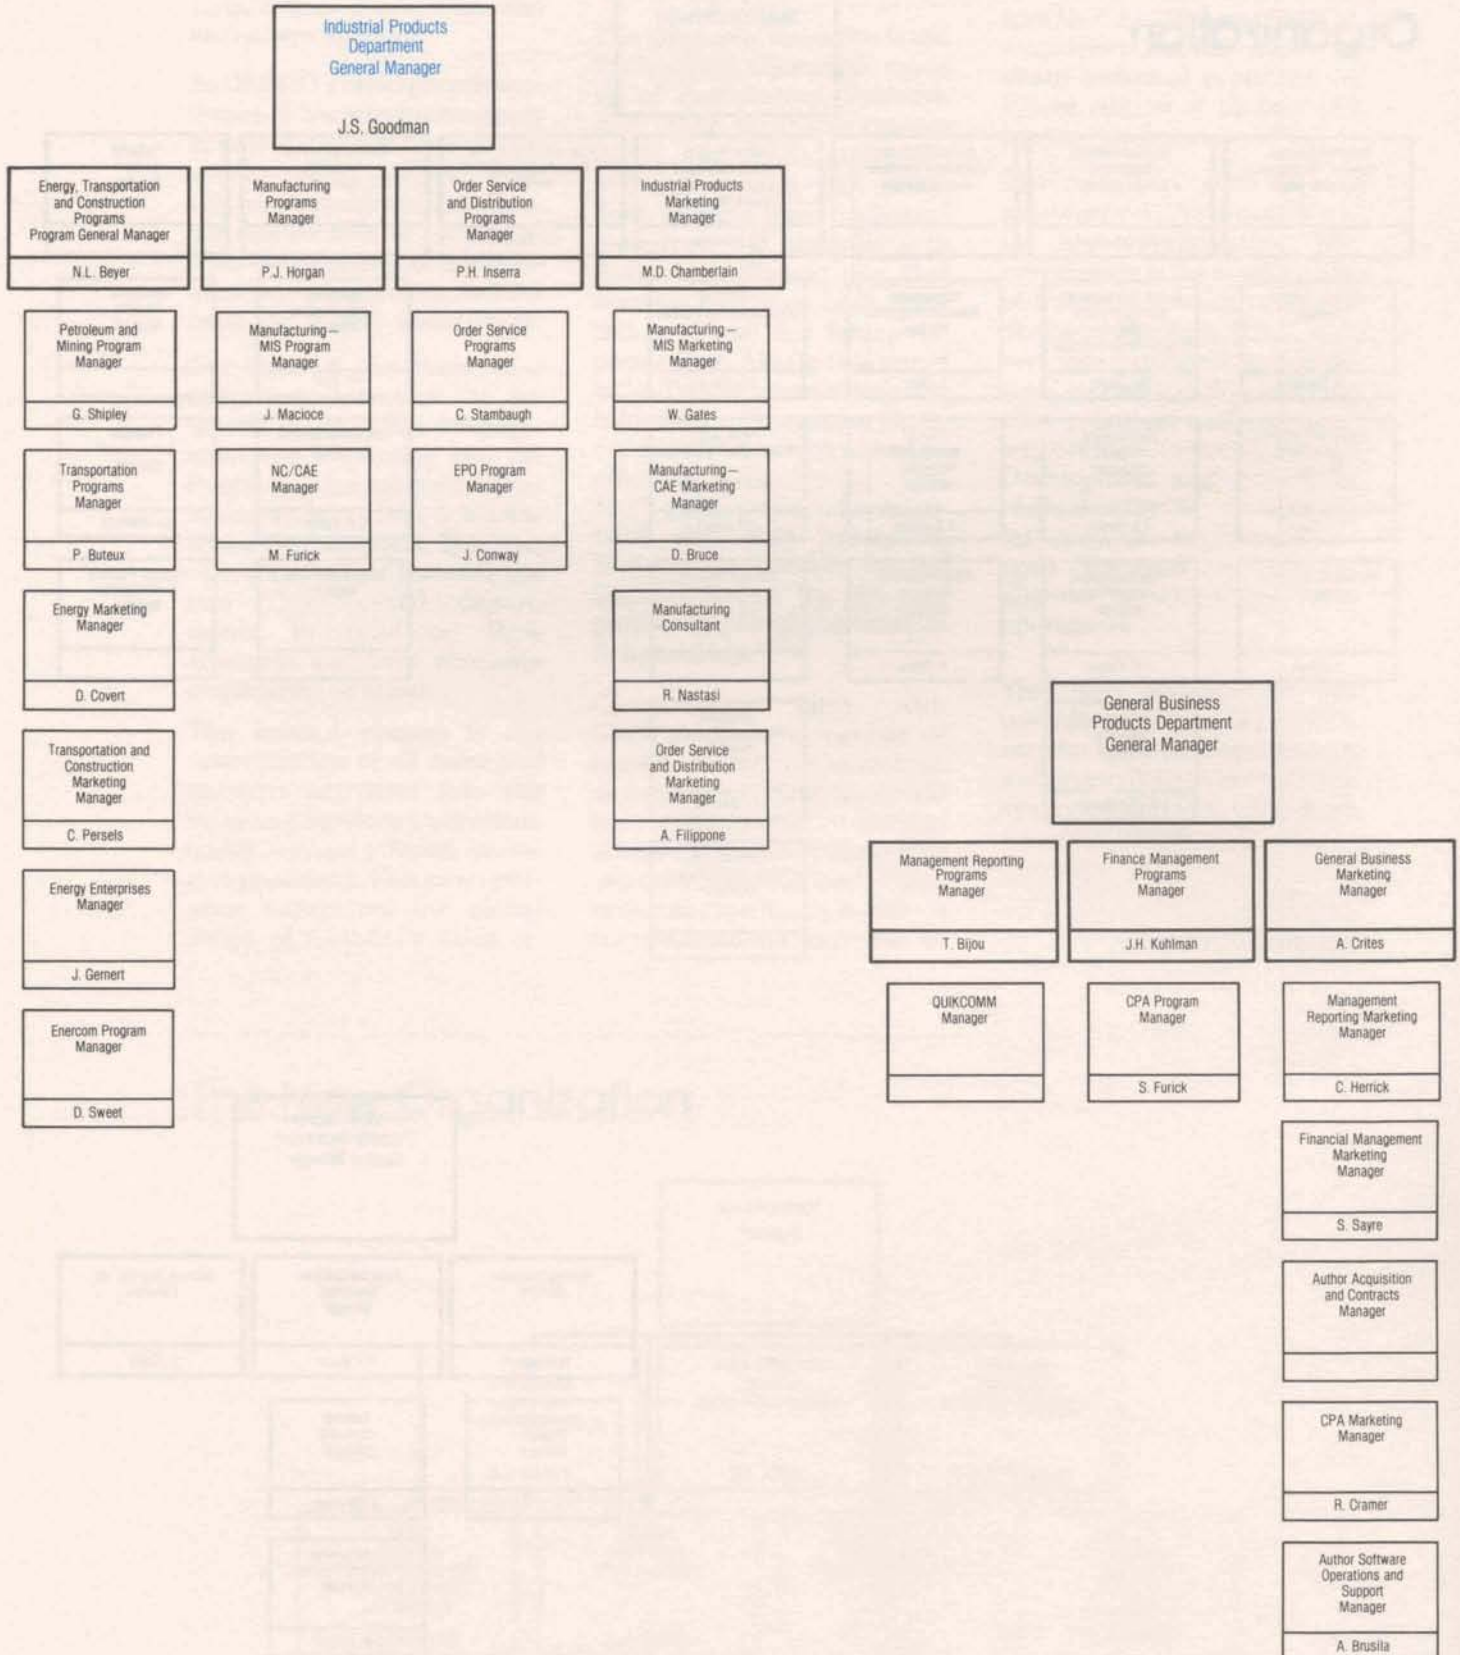 Industrial Products
Department
General Manager
J.S. Goodman
Energy, Transportation
and Construction
Programs
Program General Manager
N.L. Beyer
Manufacturing
Programs
Manager
P.J. Horgan
Order Service
and Distribution
Programs
Manager
P.H. Inserra
Industrial Products
Marketing
Manager
M.D. Chamberlain
Petroleum and
Mining Program
Manager
G. Shipley
Manufacturing—
MIS Program
Manager
J. Macioce
Order Service
Programs
Manager
C. Stambaugh
Manufacturing—
MIS Marketing
Manager
W. Gates
Transportation
Programs
Manager
P. Buteux
NC/CAE
Manager
M. Furick
EPO Program
Manager
J. Conway
Manufacturing—
CAE Marketing
Manager
D. Bruce
Energy Marketing
Manager
D. Covert
Manufacturing
Consultant
R. Nastasi
Transportation and
Construction
Marketing
Manager
C. Persels
Order Service
and Distribution
Marketing
Manager
A. Filippone
Energy Enterprises
Manager
J. Gernert
Enercom Program
Manager
D. Sweet
General Business
Products Department
General Manager
Management Reporting
Programs
Manager
T. Bijou
Finance Management
Programs
Manager
J.H. Kuhlman
General Business
Marketing
Manager
A. Crites
QUIKCOMM
Manager
CPA Program
Manager
S. Furick
Management
Reporting Marketing
Manager
C. Herrick
Financial Management
Marketing
Manager
S. Sayre
Author Acquisition
and Contracts
Manager
CPA Marketing
Manager
R. Cramer
Author Software
Operations and
Support
Manager
A. Brusila